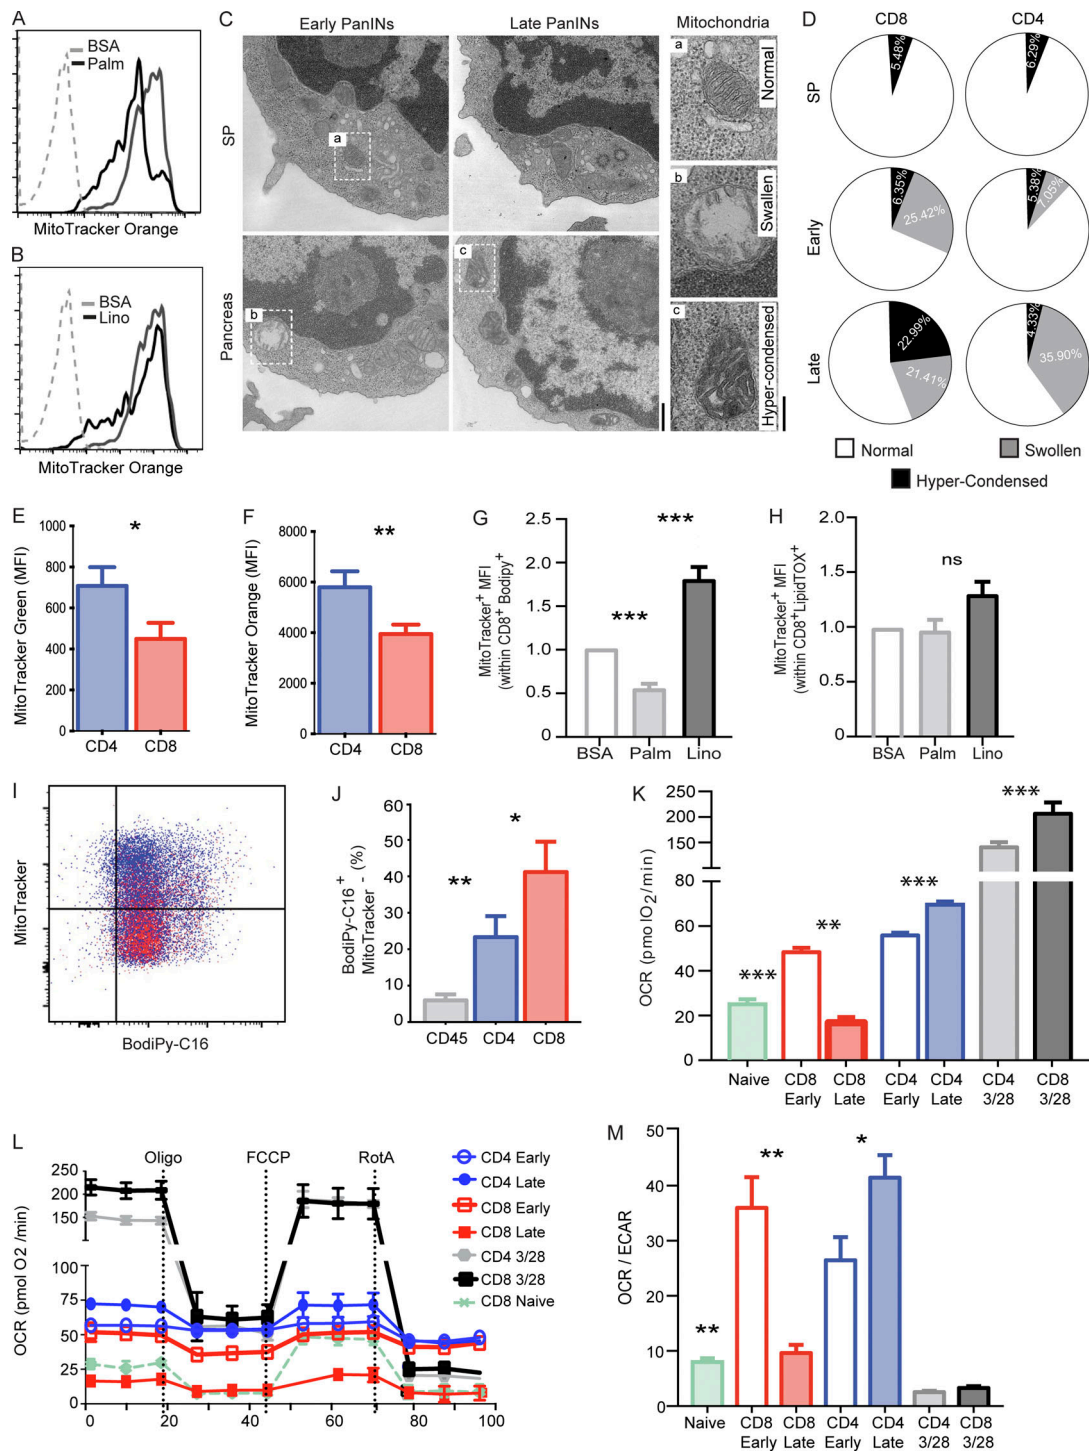 A
BSA
Palm
MitoTracker Orange
B
BSA
Lino
MitoTracker Orange
C
Early PanINs
Late PanINs
Mitochondria
SP
Pancreas
a
b
c
a
Normal
b
Swollen
c
Hyper-condensed
D
CD8
CD4
SP
5.48%
6.29%
Early
6.35%
25.42%
5.38%
7.05%
Late
22.99%
21.41%
4.33%
35.90%
Normal
Swollen
Hyper-Condensed
E
MitoTracker Green (MFI)
1000
800
600
400
200
0
*
CD4
CD8
F
MitoTracker Orange (MFI)
8000
6000
4000
2000
0
**
CD4
CD8
G
MitoTracker+ MFI
(within CD8+ Bodipy+
2.5
2.0
1.5
1.0
0.5
0
***
***
BSA
Palm
Lino
H
MitoTracker+ MFI
(within CD8+LipidTOX+
2.0
1.5
1.0
0.5
0
ns
BSA
Palm
Lino
I
MitoTracker
BodiPy-C16
J
BodiPy-C16+
MitoTracker- (%)
60
50
40
30
20
10
0
**
*
CD45
CD4
CD8
K
OCR (pmo lO2/min)
250
200
150
80
60
40
20
0
***
**
***
***
Naive
CD8 Early
CD8 Late
CD4 Early
CD4 Late
CD4 3/28
CD8 3/28
L
OCR (pmol O2 /min)
250
200
150
100
75
50
25
0
Oligo
FCCP
RotA
0
20
40
60
80
100
CD4 Early
CD4 Late
CD8 Early
CD8 Late
CD4 3/28
CD8 3/28
CD8 Naive
M
OCR / ECAR
50
40
30
20
10
0
**
**
*
Naive
CD8 Early
CD8 Late
CD4 Early
CD4 Late
CD4 3/28
CD8 3/28